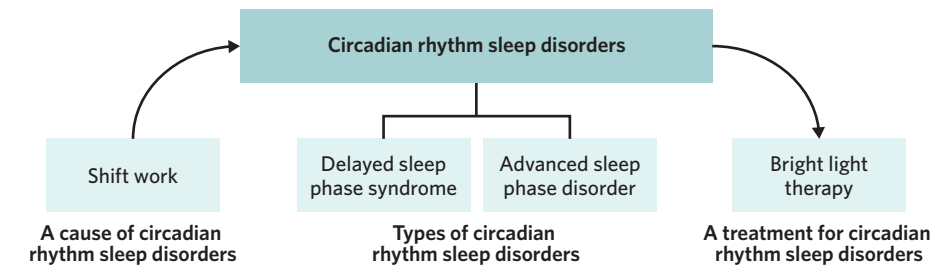 Circadian rhythm sleep disorders
Shift work
Delayed sleep
phase syndrome
Advanced sleep
phase disorder
Bright light
therapy
A cause of circadian
rhythm sleep disorders
Types of circadian
rhythm sleep disorders
A treatment for circadian
rhythm sleep disorders